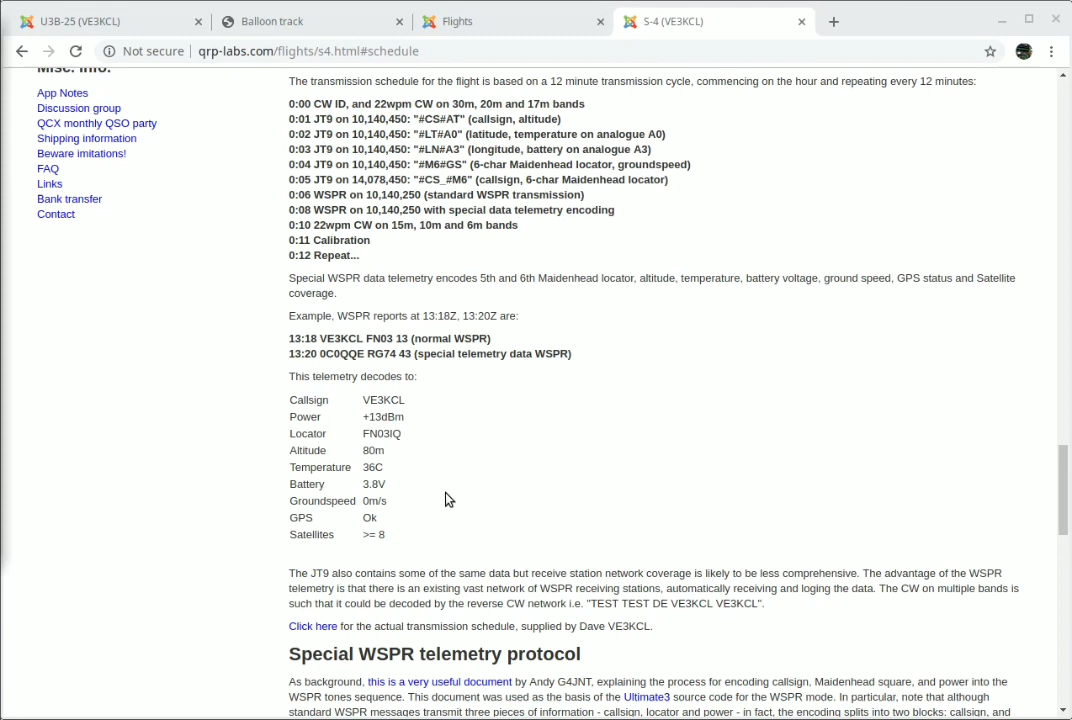 U3B-25 (VE3KCL)
Balloon track
Flights
S-4 (VE3KCL)
Not secure
qrp-labs.com/flights/s4.html#schedule
Misc. info.
App Notes
Discussion group
QCX monthly QSO party
Shipping information
Beware imitations!
FAQ
Links
Bank transfer
Contact
The transmission schedule for the flight is based on a 12 minute transmission cycle, commencing on the hour and repeating every 12 minutes:
0:00 CW ID, and 22wpm CW on 30m, 20m and 17m bands
0:01 JT9 on 10,140,450: "#CS#AT" (callsign, altitude)
0:02 JT9 on 10,140,450: "#LT#A0" (latitude, temperature on analogue A0)
0:03 JT9 on 10,140,450: "#LN#A3" (longitude, battery on analogue A3)
0:04 JT9 on 10,140,450: "#M6#GS" (6-char Maidenhead locator, groundspeed)
0:05 JT9 on 14,078,450: "#CS_#M6" (callsign, 6-char Maidenhead locator)
0:06 WSPR on 10,140,250 (standard WSPR transmission)
0:08 WSPR on 10,140,250 with special data telemetry encoding
0:10 22wpm CW on 15m, 10m and 6m bands
0:11 Calibration
0:12 Repeat...
Special WSPR data telemetry encodes 5th and 6th Maidenhead locator, altitude, temperature, battery voltage, ground speed, GPS status and Satellite
coverage.
Example, WSPR reports at 13:18Z, 13:20Z are:
13:18 VE3KCL FN03 13 (normal WSPR)
13:20 0C0QQE RG74 43 (special telemetry data WSPR)
This telemetry decodes to:
Callsign VE3KCL
Power +13dBm
Locator FN03IQ
Altitude 80m
Temperature 36C
Battery 3.8V
Groundspeed 0m/s
GPS Ok
Satellites >= 8
The JT9 also contains some of the same data but receive station network coverage is likely to be less comprehensive. The advantage of the WSPR
telemetry is that there is an existing vast network of WSPR receiving stations, automatically receiving and loging the data. The CW on multiple bands is
such that it could be decoded by the reverse CW network i.e. "TEST TEST DE VE3KCL VE3KCL".
Click here for the actual transmission schedule, supplied by Dave VE3KCL.
Special WSPR telemetry protocol
As background, this is a very useful document by Andy G4JNT, explaining the process for encoding callsign, Maidenhead square, and power into the
WSPR tones sequence. This document was used as the basis of the Ultimate3 source code for the WSPR mode. In particular, note that although
standard WSPR messages transmit three pieces of information - callsign, locator and power - in fact, the encoding splits into two blocks: callsign, and